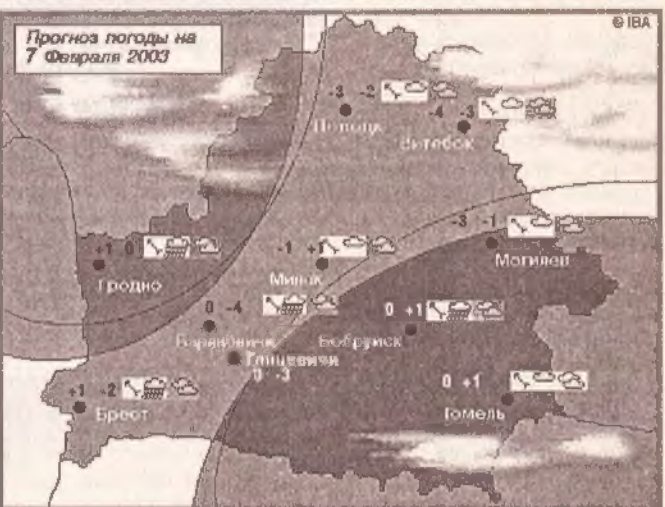 Прогноз погоды на
7 Февраля 2003
© IBA
-3 -2
Полоцк
-4 -3
Витебск
-3 -1
Могилев
+1 0
Гродно
-1 +1
Минск
0 -4
Барановичи
0 +1
Бобруйск
Ганцевичи
0 -3
+1 -2
Брест
0 +1
Гомель